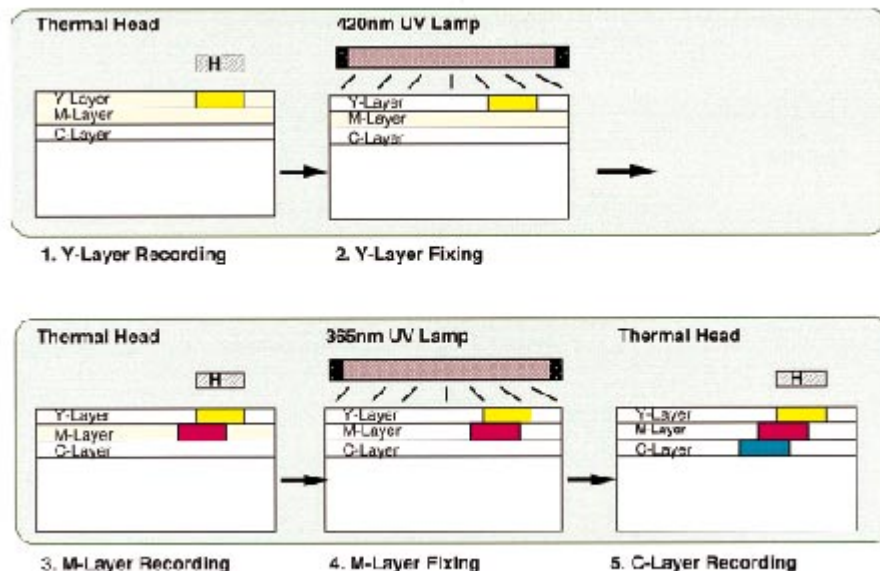 Thermal Head
420nm UV Lamp
H
Y-Layer
M-Layer
C-Layer
Y-Layer
M-Layer
C-Layer
1. Y-Layer Recording
2. Y-Layer Fixing
Thermal Head
365nm UV Lamp
Thermal Head
H
H
Y-Layer
M-Layer
C-Layer
Y-Layer
M-Layer
C-Layer
Y-Layer
M-Layer
C-Layer
3. M-Layer Recording
4. M-Layer Fixing
5. C-Layer Recording